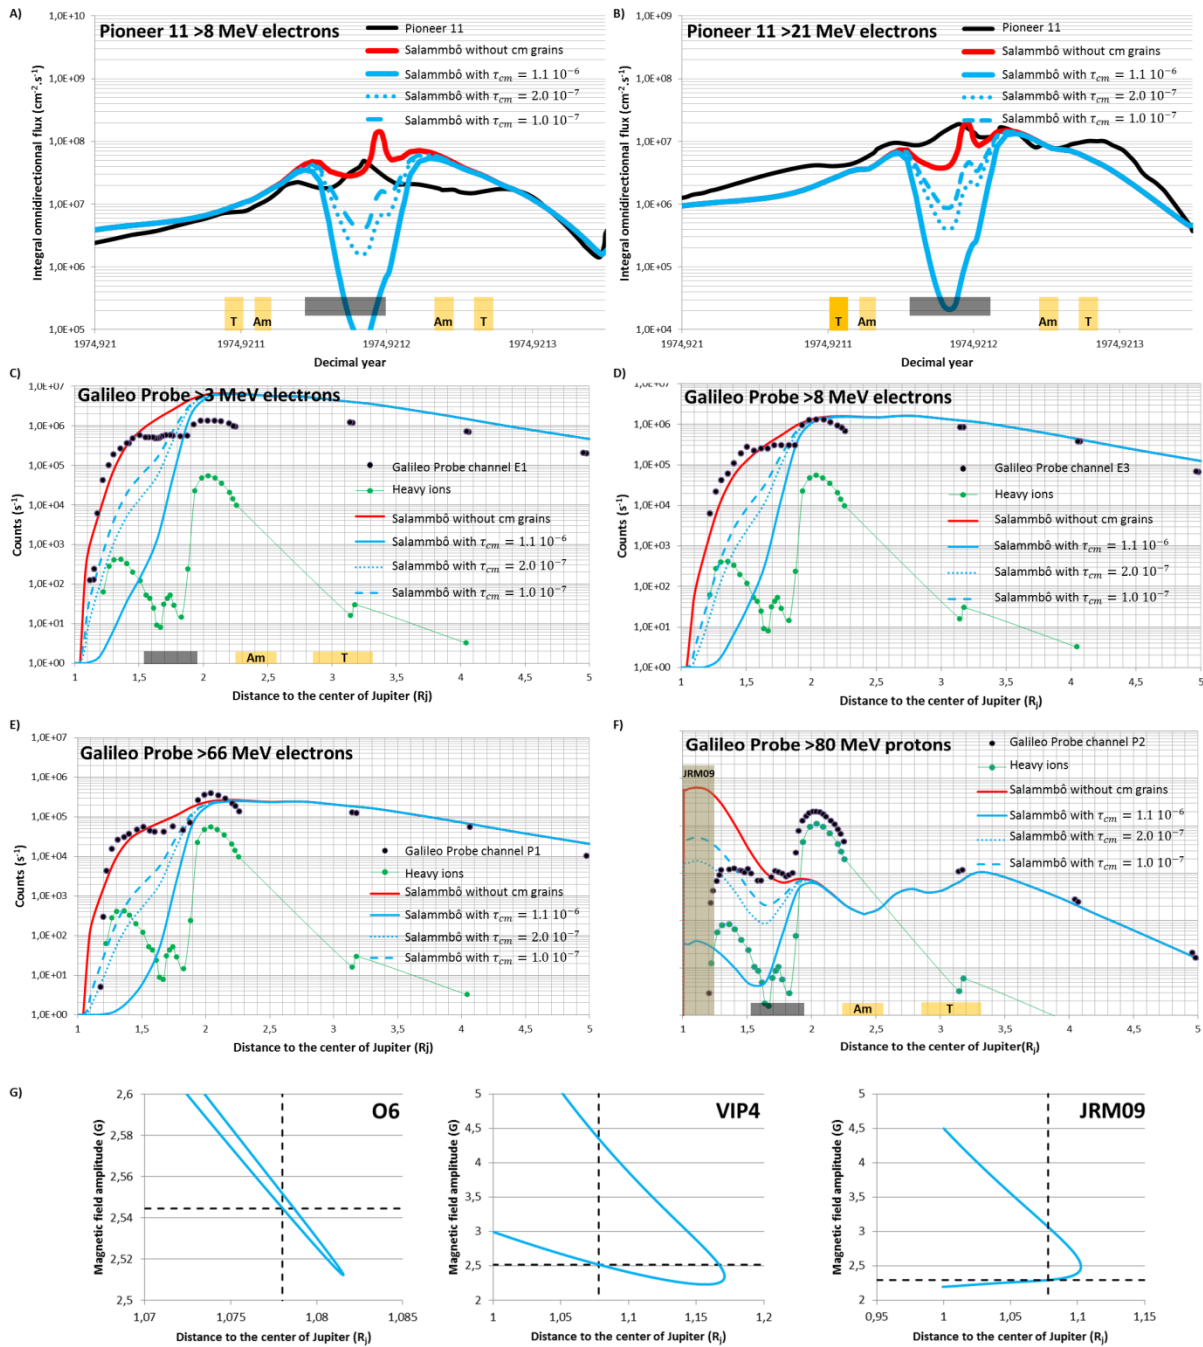 A)
Pioneer 11 >8 MeV electrons
Integral omnidirectionnal flux (cm⁻².s⁻¹)
1,0E+10
1,0E+09
1,0E+08
1,0E+07
1,0E+06
1,0E+05
Pioneer 11
Salammbô without cm grains
Salammbô with τcm = 1.1 10⁻⁶
Salammbô with τcm = 2.0 10⁻⁷
Salammbô with τcm = 1.0 10⁻⁷
T
Am
Am
T
1974,921
1974,9211
1974,9212
1974,9213
Decimal year
B)
Pioneer 11 >21 MeV electrons
Integral omnidirectionnal flux (cm⁻².s⁻¹)
1,0E+09
1,0E+08
1,0E+07
1,0E+06
1,0E+05
1,0E+04
Pioneer 11
Salammbô without cm grains
Salammbô with τcm = 1.1 10⁻⁶
Salammbô with τcm = 2.0 10⁻⁷
Salammbô with τcm = 1.0 10⁻⁷
T
Am
Am
T
1974,921
1974,9211
1974,9212
1974,9213
Decimal year
C)
Galileo Probe >3 MeV electrons
Counts (s⁻¹)
1,0E+07
1,0E+06
1,0E+05
1,0E+04
1,0E+03
1,0E+02
1,0E+01
1,0E+00
Galileo Probe channel E1
Heavy ions
Salammbô without cm grains
Salammbô with τcm = 1.1 10⁻⁶
Salammbô with τcm = 2.0 10⁻⁷
Salammbô with τcm = 1.0 10⁻⁷
Am
T
1 1,5 2 2,5 3 3,5 4 4,5 5
Distance to the center of Jupiter (Rj)
D)
Galileo Probe >8 MeV electrons
Counts (s⁻¹)
1,0E+07
1,0E+06
1,0E+05
1,0E+04
1,0E+03
1,0E+02
1,0E+01
1,0E+00
Galileo Probe channel E3
Heavy ions
Salammbô without cm grains
Salammbô with τcm = 1.1 10⁻⁶
Salammbô with τcm = 2.0 10⁻⁷
Salammbô with τcm = 1.0 10⁻⁷
1 1,5 2 2,5 3 3,5 4 4,5 5
Distance to the center of Jupiter (Rj)
E)
Galileo Probe >66 MeV electrons
Counts (s⁻¹)
1,0E+07
1,0E+06
1,0E+05
1,0E+04
1,0E+03
1,0E+02
1,0E+01
1,0E+00
Galileo Probe channel P1
Heavy ions
Salammbô without cm grains
Salammbô with τcm = 1.1 10⁻⁶
Salammbô with τcm = 2.0 10⁻⁷
Salammbô with τcm = 1.0 10⁻⁷
1 1,5 2 2,5 3 3,5 4 4,5 5
Distance to the center of Jupiter (Rj)
F)
Galileo Probe >80 MeV protons
JRM09
Galileo Probe channel P2
Heavy ions
Salammbô without cm grains
Salammbô with τcm = 1.1 10⁻⁶
Salammbô with τcm = 2.0 10⁻⁷
Salammbô with τcm = 1.0 10⁻⁷
Am
T
1 1,5 2 2,5 3 3,5 4 4,5 5
Distance to the center of Jupiter(Rj)
G)
O6
Magnetic field amplitude (G)
2,6
2,58
2,56
2,54
2,52
2,5
1,07 1,075 1,08 1,085
Distance to the center of Jupiter (Rj)
VIP4
Magnetic field amplitude (G)
5
4,5
4
3,5
3
2,5
2
1 1,05 1,1 1,15 1,2
Distance to the center of Jupiter (Rj)
JRM09
Magnetic field amplitude (G)
5
4,5
4
3,5
3
2,5
2
0,95 1 1,05 1,1 1,15
Distance to the center of Jupiter (Rj)